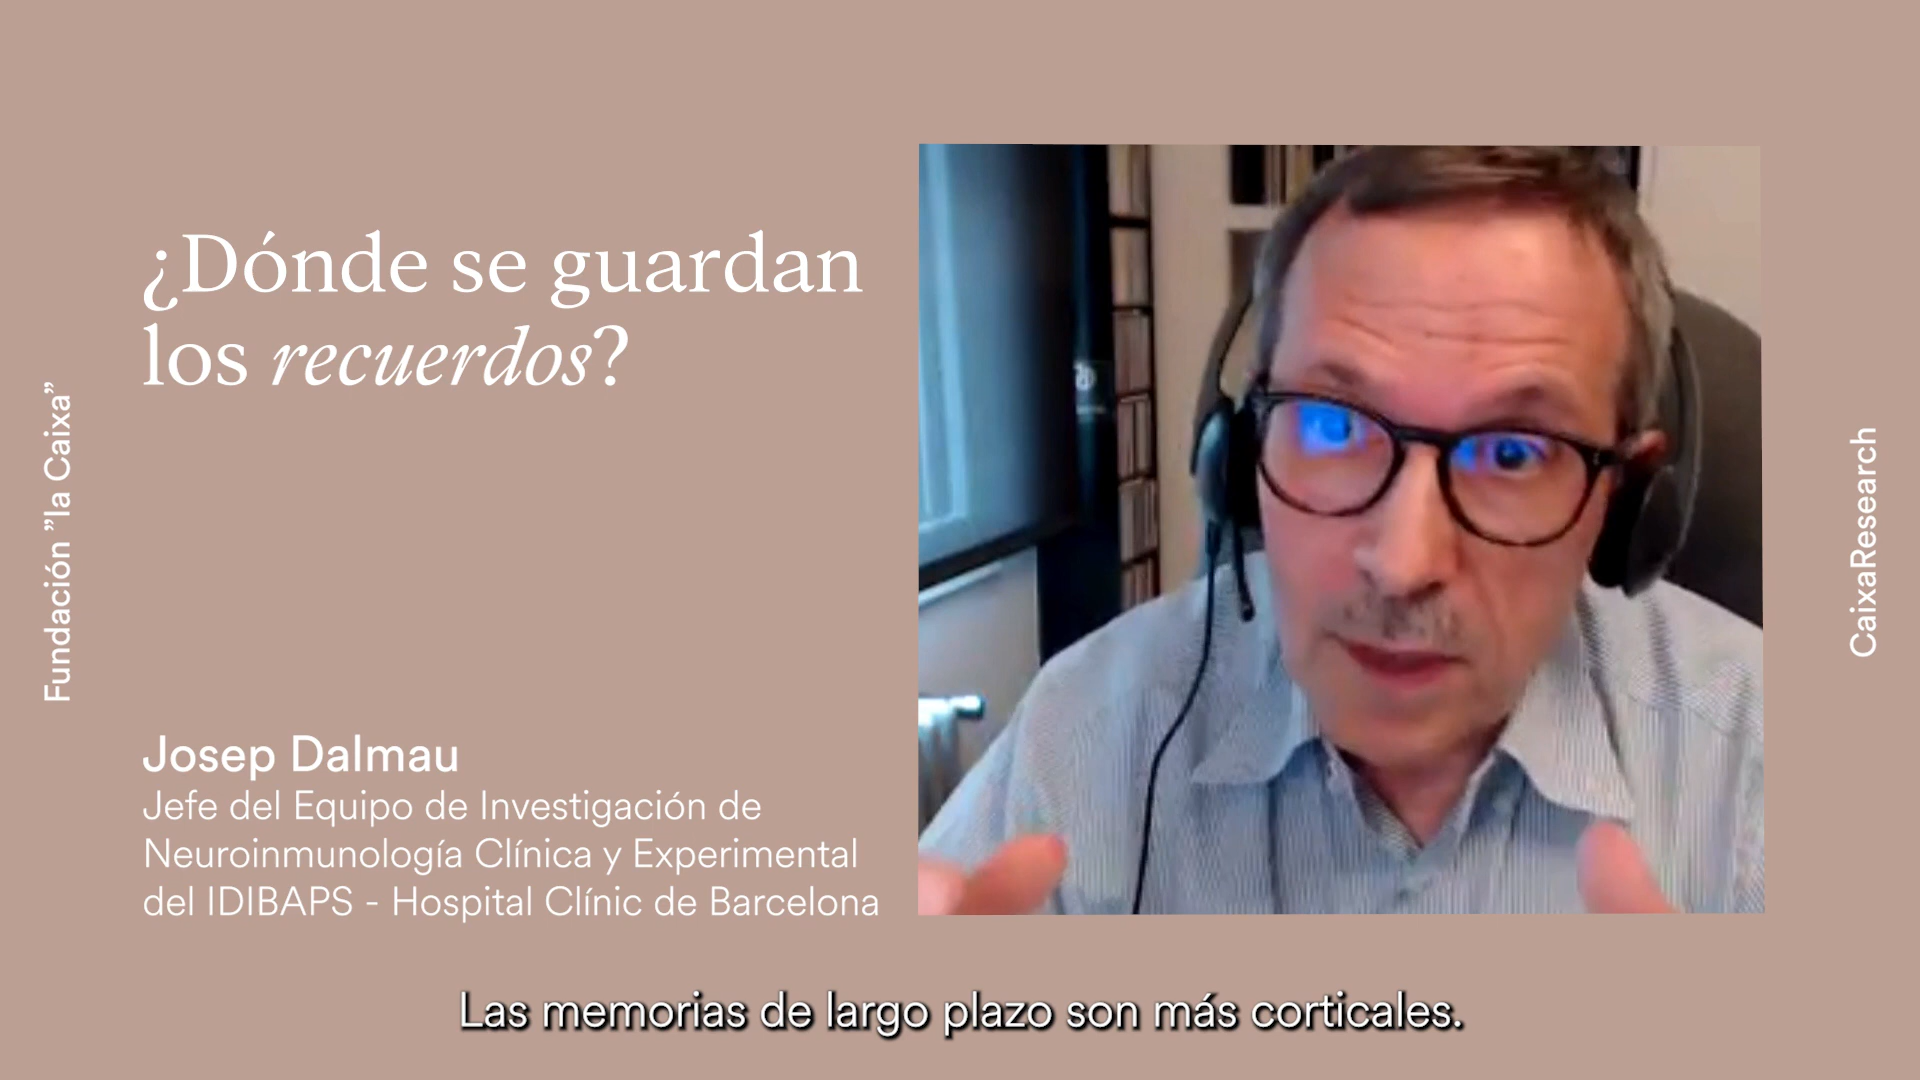 ¿Dónde se guardan
los recuerdos?
Fundación ”la Caixa”
CaixaResearch
Josep Dalmau
Jefe del Equipo de Investigación de
Neuroinmunología Clínica y Experimental
del IDIBAPS - Hospital Clínic de Barcelona
Las memorias de largo plazo son más corticales.